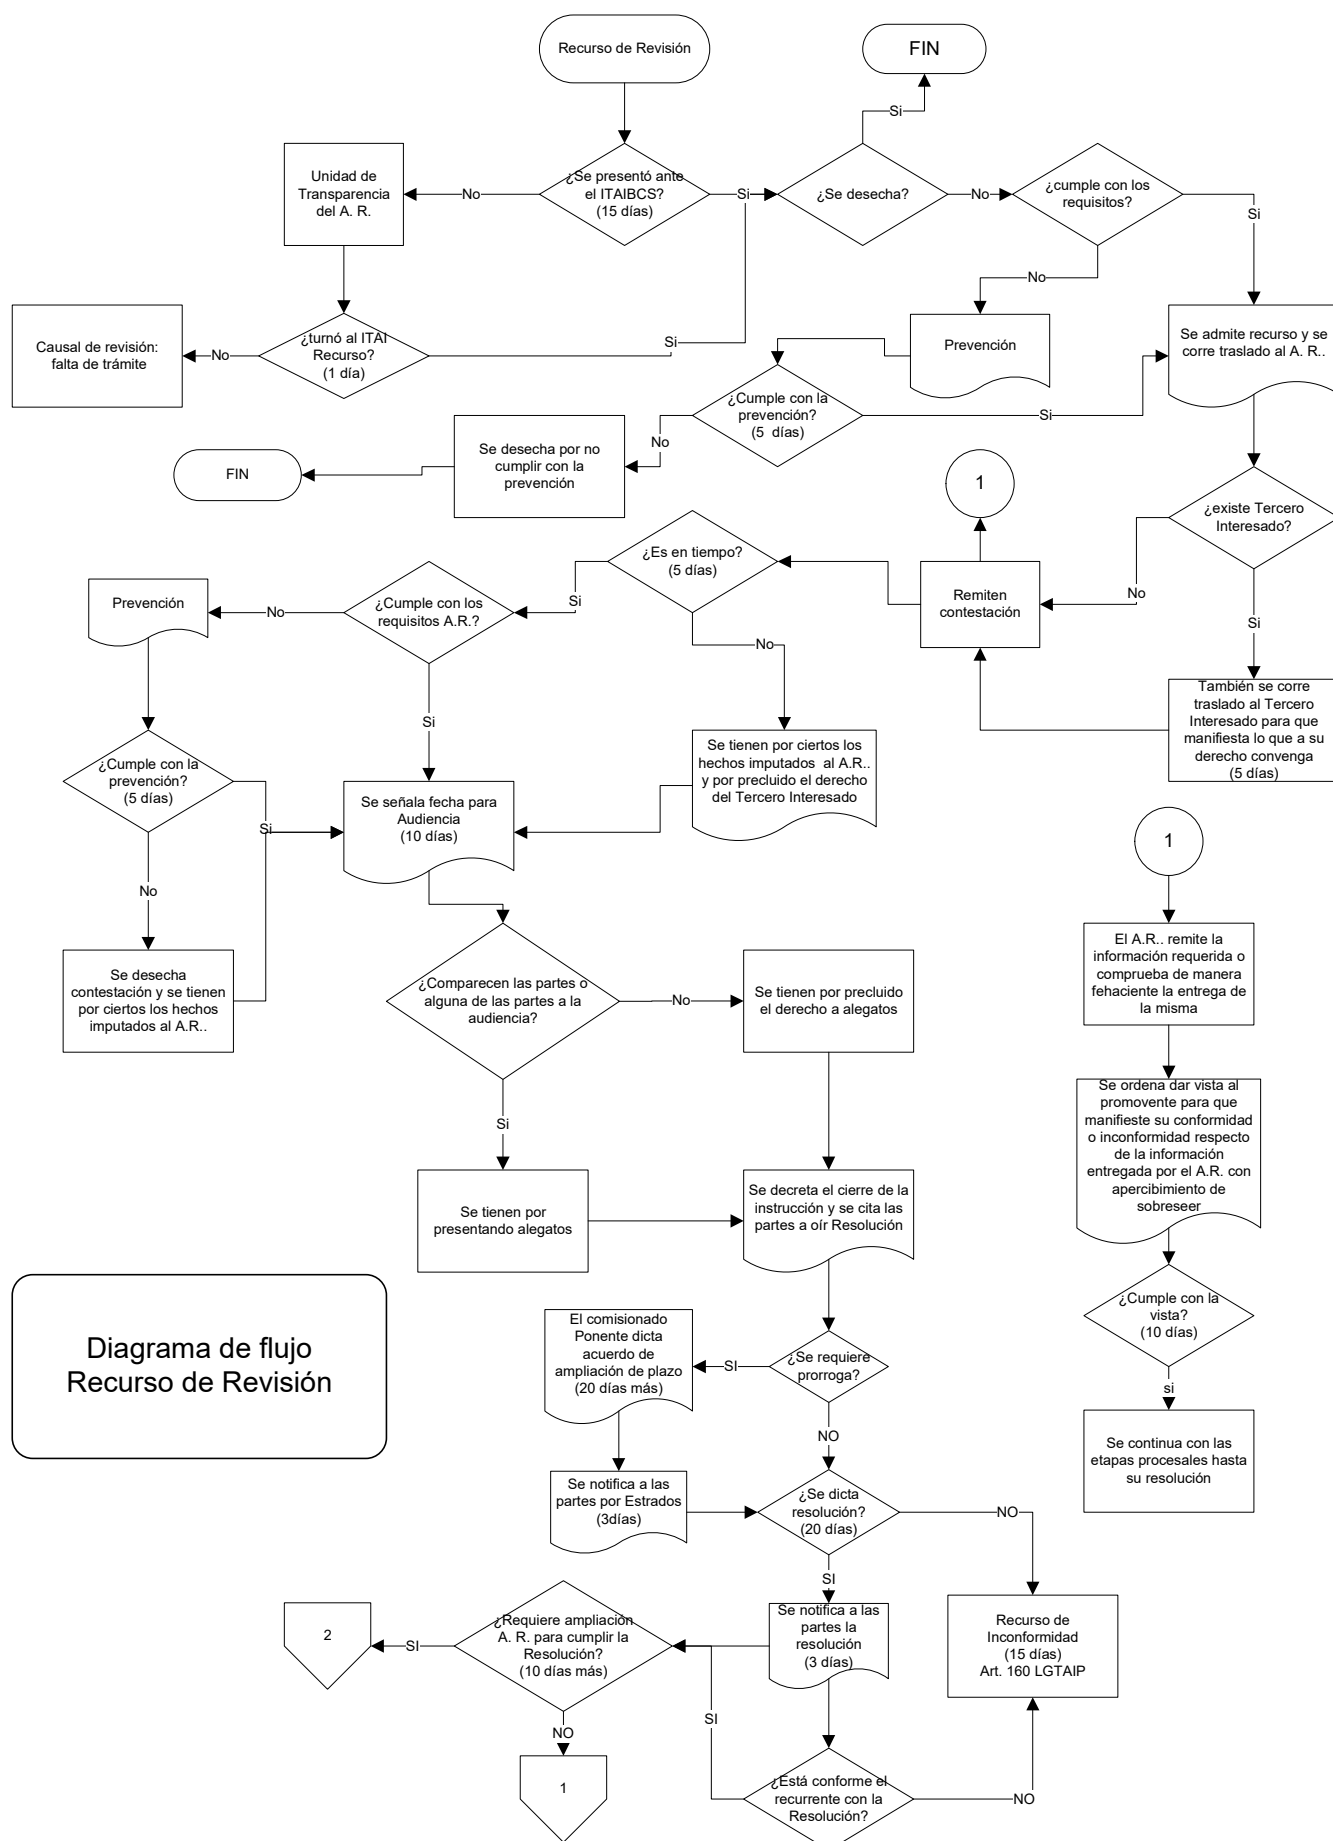 Recurso de Revisión
FIN
Si
Unidad de
Transparencia
del A. R.
No
¿Se presentó ante
el ITAIBCS?
(15 días)
Si
¿Se desecha?
No
¿cumple con los
requisitos?
Si
No
Causal de revisión:
falta de trámite
No
¿turnó al ITAI
Recurso?
(1 día)
Si
Prevención
Se admite recurso y se
corre traslado al A. R..
¿Cumple con la
prevención?
(5  días)
Si
No
Se desecha por no
cumplir con la
prevención
FIN
1
¿existe Tercero
Interesado?
No
Si
¿Es en tiempo?
(5 días)
Remiten
contestación
Si
No
¿Cumple con los
requisitos A.R.?
No
Prevención
Si
También se corre
traslado al Tercero
Interesado para que
manifiesta lo que a su
derecho convenga
(5 días)
Se tienen por ciertos los
hechos imputados  al A.R..
y por precluido el derecho
del Tercero Interesado
¿Cumple con la
prevención?
(5 días)
Si
Se señala fecha para
Audiencia
(10 días)
No
1
Se desecha
contestación y se tienen
por ciertos los hechos
imputados al A.R..
¿Comparecen las partes o
alguna de las partes a la
audiencia?
No
Se tienen por precluido
el derecho a alegatos
El A.R.. remite la
información requerida o
comprueba de manera
fehaciente la entrega de
la misma
Si
Se ordena dar vista al
promovente para que
manifieste su conformidad
o inconformidad respecto
de la información
entregada por el A.R. con
apercibimiento de
sobreseer
Se tienen por
presentando alegatos
Se decreta el cierre de la
instrucción y se cita las
partes a oír Resolución
¿Cumple con la
vista?
(10 días)
si
Se continua con las
etapas procesales hasta
su resolución
Diagrama de flujo
Recurso de Revisión
El comisionado
Ponente dicta
acuerdo de
ampliación de plazo
(20 días más)
SI
¿Se requiere
prorroga?
NO
Se notifica a las
partes por Estrados
(3días)
¿Se dicta
resolución?
(20 días)
NO
SI
2
SI
¿Requiere ampliación
A. R. para cumplir la
Resolución?
(10 días más)
Se notifica a las
partes la
resolución
(3 días)
Recurso de
Inconformidad
(15 días)
Art. 160 LGTAIP
SI
NO
1
¿Está conforme el
recurrente con la
Resolución?
NO